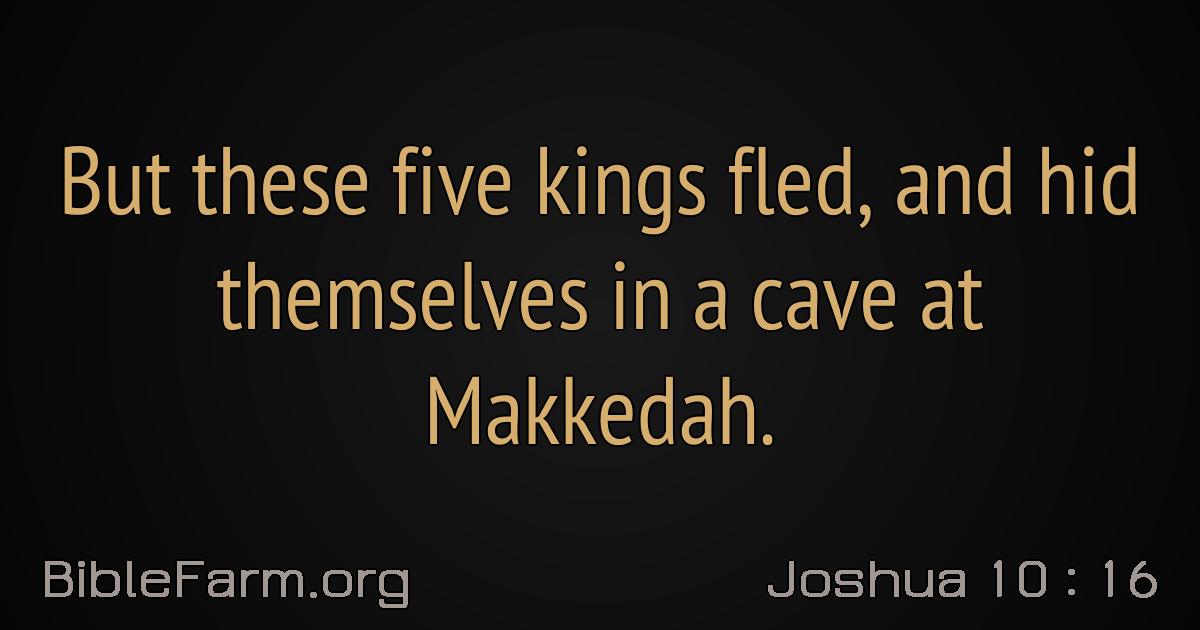 But these five kings fled, and hid
themselves in a cave at
Makkedah.
BibleFarm.org
Joshua 10 : 16